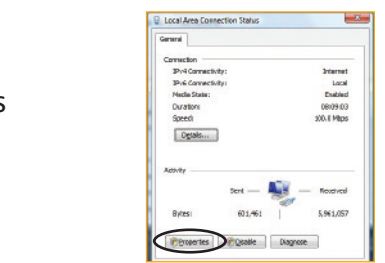 Local Area Connection Status
General
Connection
IPv4 Connectivity: Internet
IPv6 Connectivity: Local
Media State: Enabled
Duration: 08:09:03
s
Speed: 100.0 Mbps
Details...
Activity
Sent Received
Bytes: 601,461 5,961,057
Properties Disable Diagnose